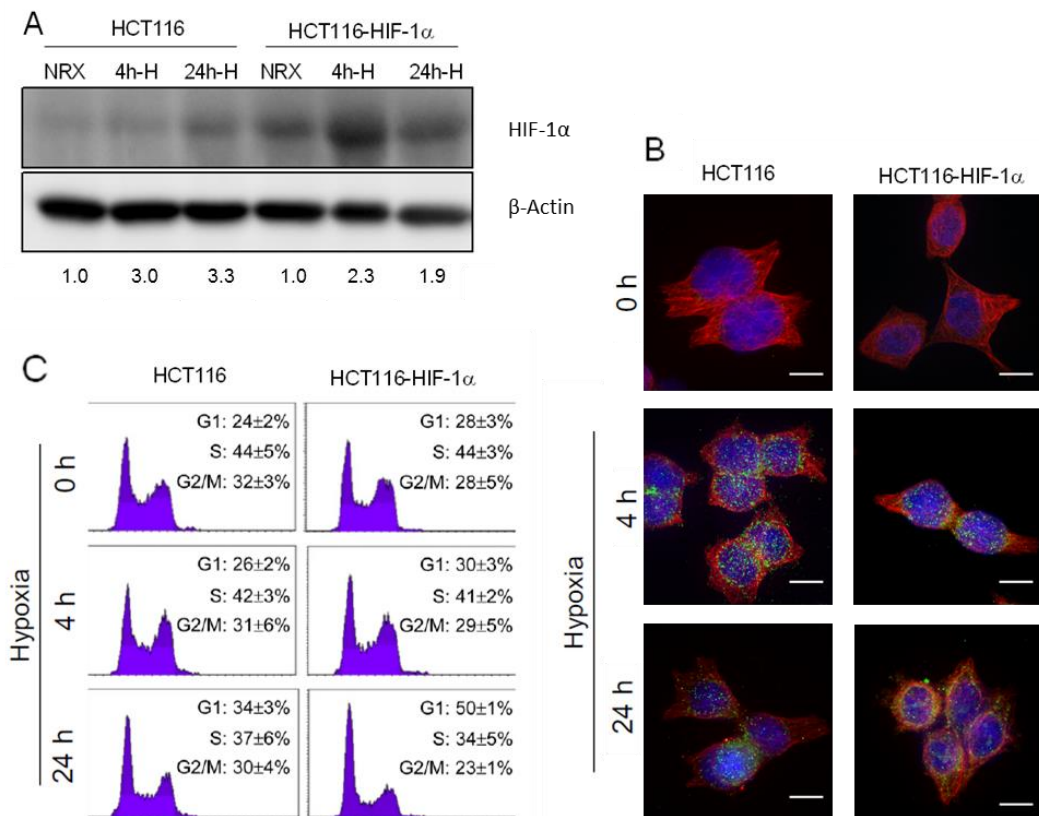 A
HCT116 HCT116-HIF-1α
NRX 4h-H 24h-H NRX 4h-H 24h-H
HIF-1α
β-Actin
1.0 3.0 3.3 1.0 2.3 1.9
B
HCT116 HCT116-HIF-1α
0 h
Hypoxia
4 h
24 h
C
HCT116 HCT116-HIF-1α
Hypoxia
0 h
G1: 24±2%
S: 44±5%
G2/M: 32±3%
G1: 28±3%
S: 44±3%
G2/M: 28±5%
4 h
G1: 26±2%
S: 42±3%
G2/M: 31±6%
G1: 30±3%
S: 41±2%
G2/M: 29±5%
24 h
G1: 34±3%
S: 37±6%
G2/M: 30±4%
G1: 50±1%
S: 34±5%
G2/M: 23±1%